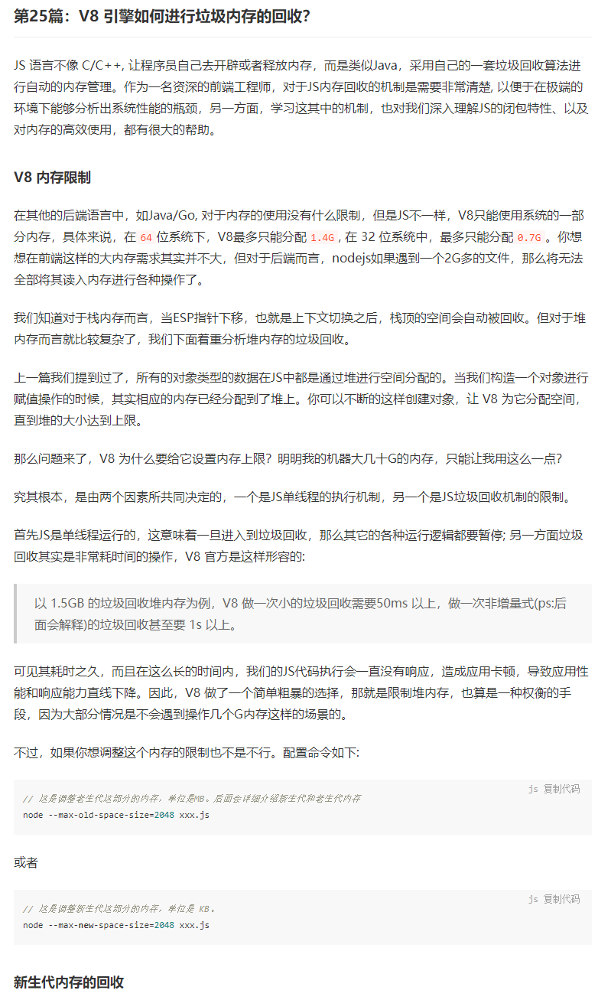 第25篇：V8 引擎如何进行垃圾内存的回收？
JS 语言不像 C/C++, 让程序员自己去开辟或者释放内存，而是类似Java，采用自己的一套垃圾回收算法进
行自动的内存管理。作为一名资深的前端工程师，对于JS内存回收的机制是需要非常清楚, 以便于在极端的
环境下能够分析出系统性能的瓶颈，另一方面，学习这其中的机制，也对我们深入理解JS的闭包特性、以及
对内存的高效使用，都有很大的帮助。
V8 内存限制
在其他的后端语言中，如Java/Go, 对于内存的使用没有什么限制，但是JS不一样，V8只能使用系统的一部
分内存，具体来说，在 64 位系统下，V8最多只能分配 1.4G , 在 32 位系统中，最多只能分配 0.7G 。你想
想在前端这样的大内存需求其实并不大，但对于后端而言，nodejs如果遇到一个2G多的文件，那么将无法
全部将其读入内存进行各种操作了。
我们知道对于栈内存而言，当ESP指针下移，也就是上下文切换之后，栈顶的空间会自动被回收。但对于堆
内存而言就比较复杂了，我们下面着重分析堆内存的垃圾回收。
上一篇我们提到过了，所有的对象类型的数据在JS中都是通过堆进行空间分配的。当我们构造一个对象进行
赋值操作的时候，其实相应的内存已经分配到了堆上。你可以不断的这样创建对象，让 V8 为它分配空间，
直到堆的大小达到上限。
那么问题来了，V8 为什么要给它设置内存上限？明明我的机器大几十G的内存，只能让我用这么一点？
究其根本，是由两个因素所共同决定的，一个是JS单线程的执行机制，另一个是JS垃圾回收机制的限制。
首先JS是单线程运行的，这意味着一旦进入到垃圾回收，那么其它的各种运行逻辑都要暂停; 另一方面垃圾
回收其实是非常耗时间的操作，V8 官方是这样形容的:
以 1.5GB 的垃圾回收堆内存为例，V8 做一次小的垃圾回收需要50ms 以上，做一次非增量式(ps:后
面会解释)的垃圾回收甚至要 1s 以上。
可见其耗时之久，而且在这么长的时间内，我们的JS代码执行会一直没有响应，造成应用卡顿，导致应用性
能和响应能力直线下降。因此，V8 做了一个简单粗暴的选择，那就是限制堆内存，也算是一种权衡的手
段，因为大部分情况是不会遇到操作几个G内存这样的场景的。
不过，如果你想调整这个内存的限制也不是不行。配置命令如下:
js 复制代码
// 这是调整老生代这部分的内存，单位是MB。后面会详细介绍新生代和老生代内存
node --max-old-space-size=2048 xxx.js
或者
js 复制代码
// 这是调整新生代这部分的内存，单位是 KB。
node --max-new-space-size=2048 xxx.js
新生代内存的回收